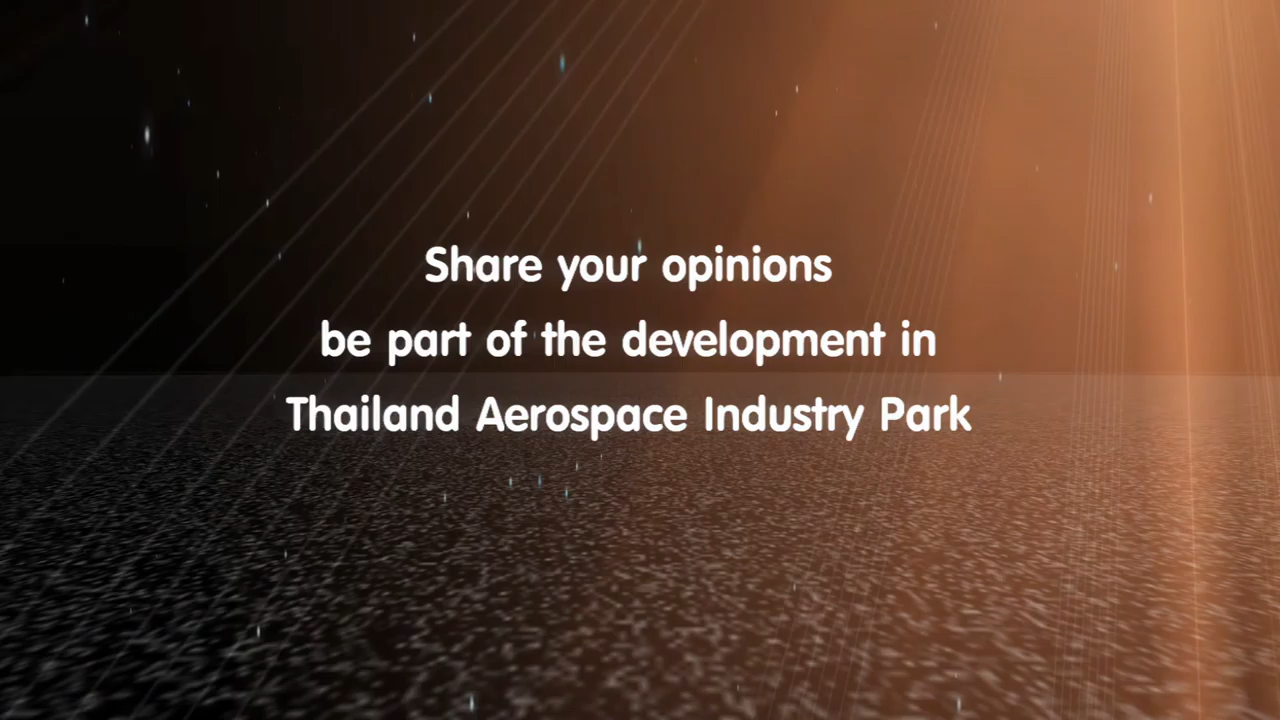 Share your opinions
be part of the development in
Thailand Aerospace Industry Park